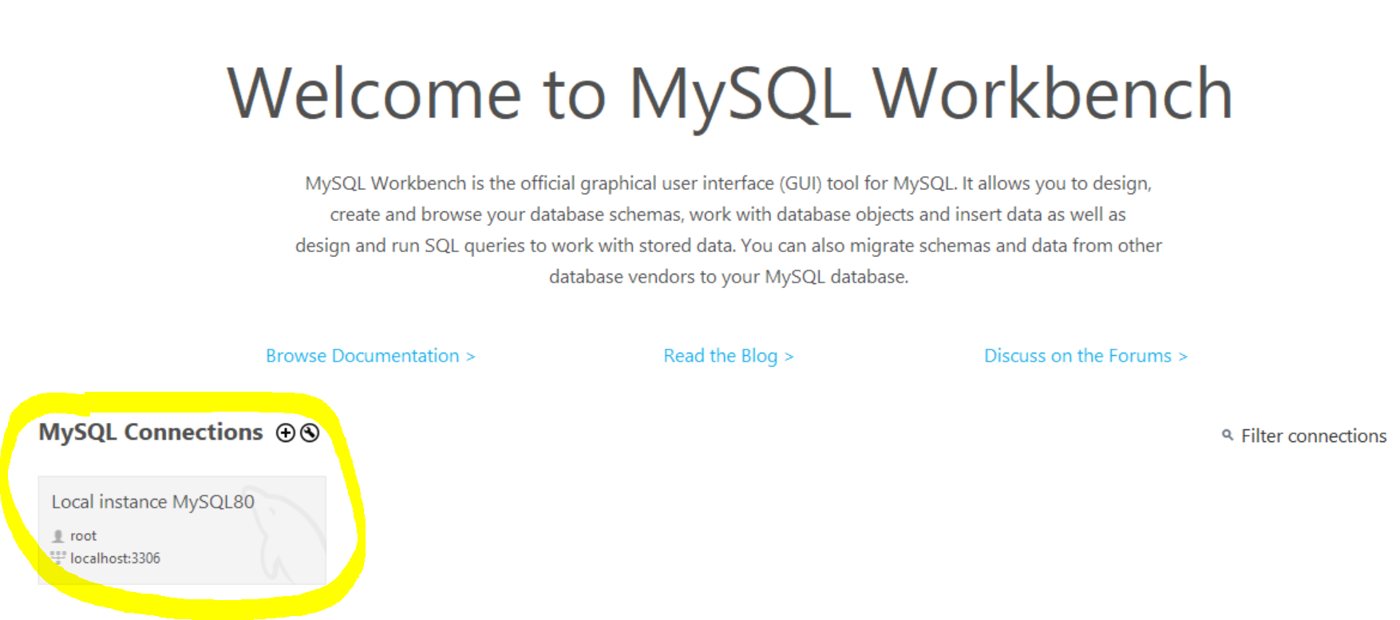 Welcome to MySQL Workbench
MySQL Workbench is the official graphical user interface (GUI) tool for MySQL. It allows you to design,
create and browse your database schemas, work with database objects and insert data as well as
design and run SQL queries to work with stored data. You can also migrate schemas and data from other
database vendors to your MySQL database.
Browse Documentation >
Read the Blog >
Discuss on the Forums >
MySQL Connections
Filter connections
Local instance MySQL80
root
localhost:3306